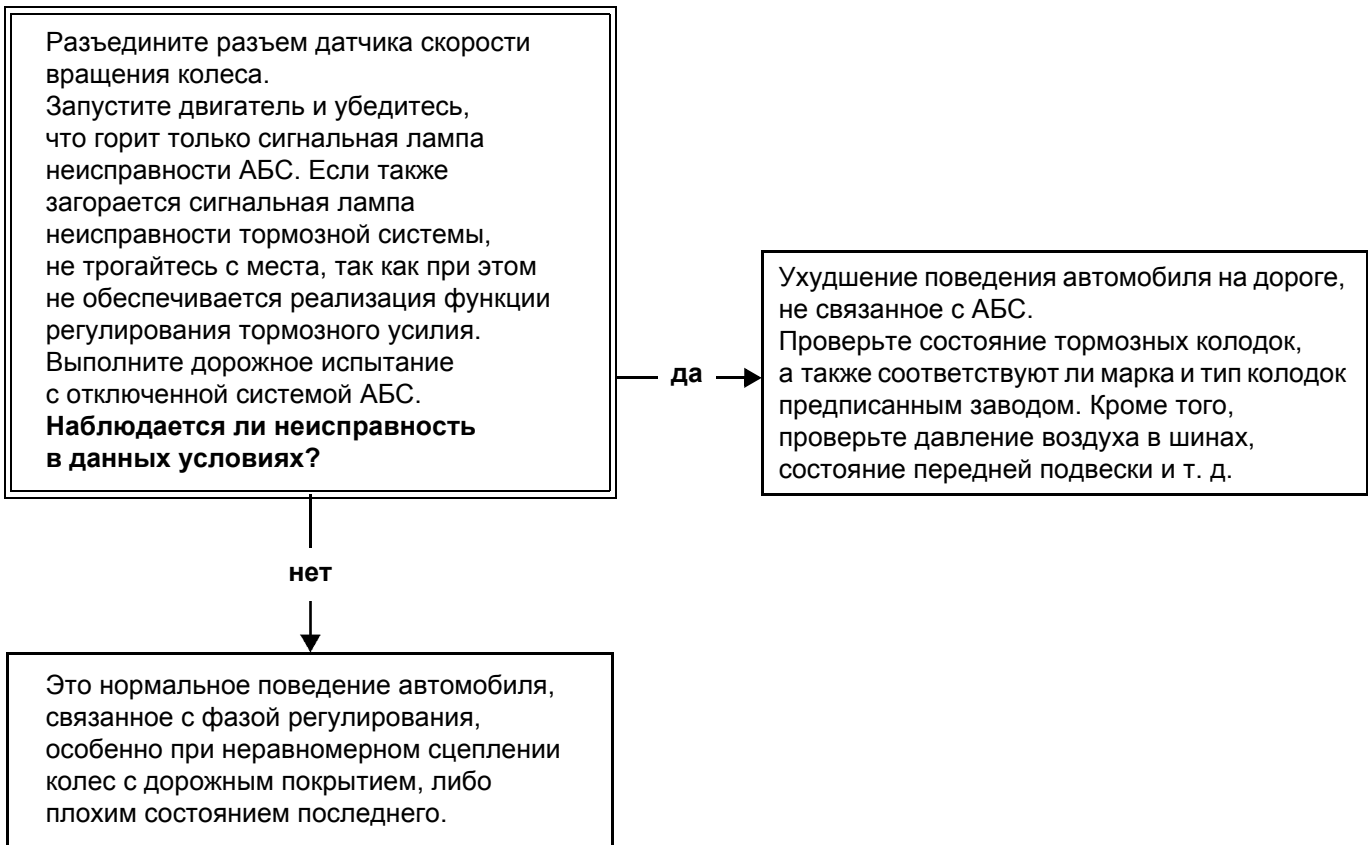 Разъедините разъем датчика скорости
вращения колеса.
Запустите двигатель и убедитесь,
что горит только сигнальная лампа
неисправности АБС. Если также
загорается сигнальная лампа
неисправности тормозной системы,
не трогайтесь с места, так как при этом
не обеспечивается реализация функции
регулирования тормозного усилия.
Выполните дорожное испытание
с отключенной системой АБС.
Наблюдается ли неисправность
в данных условиях?
да
Ухудшение поведения автомобиля на дороге,
не связанное с АБС.
Проверьте состояние тормозных колодок,
а также соответствуют ли марка и тип колодок
предписанным заводом. Кроме того,
проверьте давление воздуха в шинах,
состояние передней подвески и т. д.
нет
Это нормальное поведение автомобиля,
связанное с фазой регулирования,
особенно при неравномерном сцеплении
колес с дорожным покрытием, либо
плохим состоянием последнего.